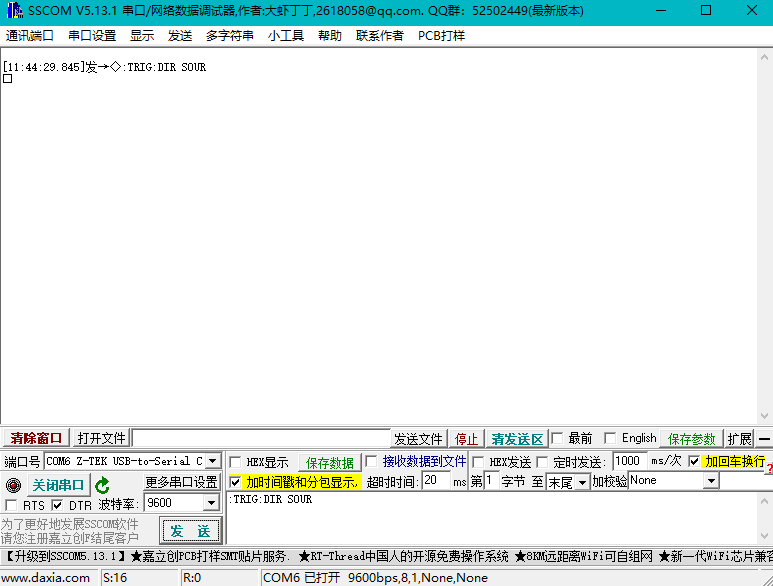 SSCOM V5.13.1 串口/网络数据调试器,作者:大虾丁丁,2618058@qq.com. QQ群: 52502449(最新版本)
通讯端口 串口设置 显示 发送 多字符串 小工具 帮助 联系作者 PCB打样
[11:44:29.845]发→◇:TRIG:DIR SOUR
□
清除窗口 打开文件 发送文件 停止 清发送区 最前 English 保存参数 扩展 —
端口号 COM6 Z-TEK USB-to-Serial C HEX显示 保存数据 接收数据到文件 HEX发送 定时发送: 1000 ms/次 加回车换行
关闭串口 更多串口设置 加时间戳和分包显示, 超时时间: 20 ms 第 1 字节 至 末尾 加校验 None
RTS DTR 波特率: 9600 :TRIG:DIR SOUR
为了更好地发展SSCOM软件
请您注册嘉立创F结尾客户
发 送
【升级到SSCOM5.13.1】★嘉立创PCB打样SMT贴片服务. ★RT-Thread中国人的开源免费操作系统 ★8KM远距离WiFi可自组网 ★新一代WiFi芯片兼容
www.daxia.com S:16 R:0 COM6 已打开 9600bps,8,1,None,None